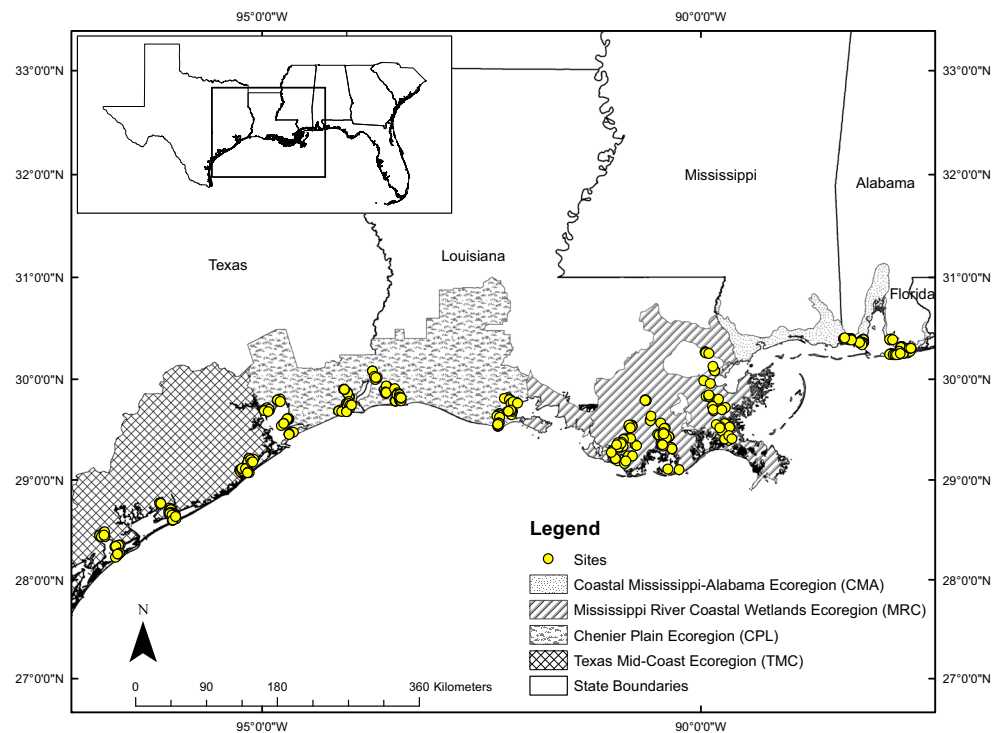 95°0'0"W 90°0'0"W
33°0'0"N 33°0'0"N
32°0'0"N 32°0'0"N
Mississippi
Alabama
31°0'0"N 31°0'0"N
Texas
Louisiana
Florida
30°0'0"N 30°0'0"N
29°0'0"N 29°0'0"N
28°0'0"N 28°0'0"N
27°0'0"N 27°0'0"N
Legend
Sites
Coastal Mississippi-Alabama Ecoregion (CMA)
Mississippi River Coastal Wetlands Ecoregion (MRC)
Chenier Plain Ecoregion (CPL)
Texas Mid-Coast Ecoregion (TMC)
State Boundaries
N
0 90 180 360 Kilometers
95°0'0"W 90°0'0"W